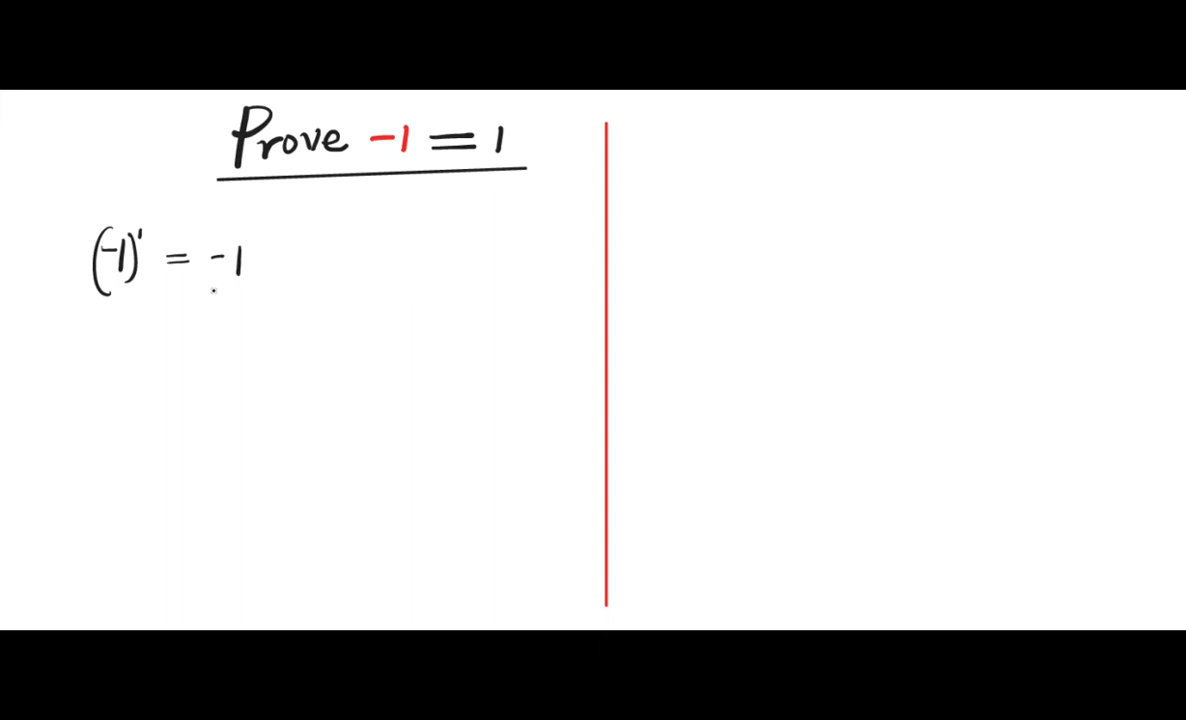 Prove -1 = 1
(-1)¹ = -1